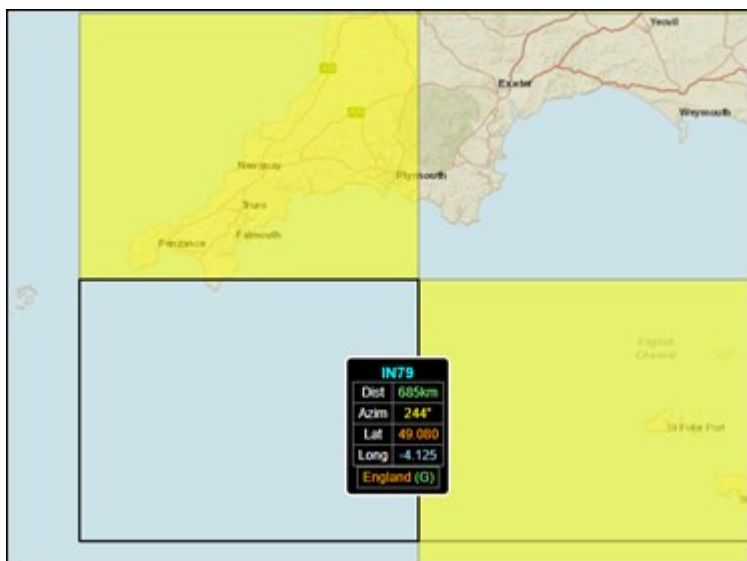 Yeovil
Exeter
Weymouth
Newquay
Plymouth
Truro
Falmouth
Penzance
English
Channel
IN79
Dist 685km
Azim 244°
Lat 49.080
Long -4.125
England (G)
St Peter Port